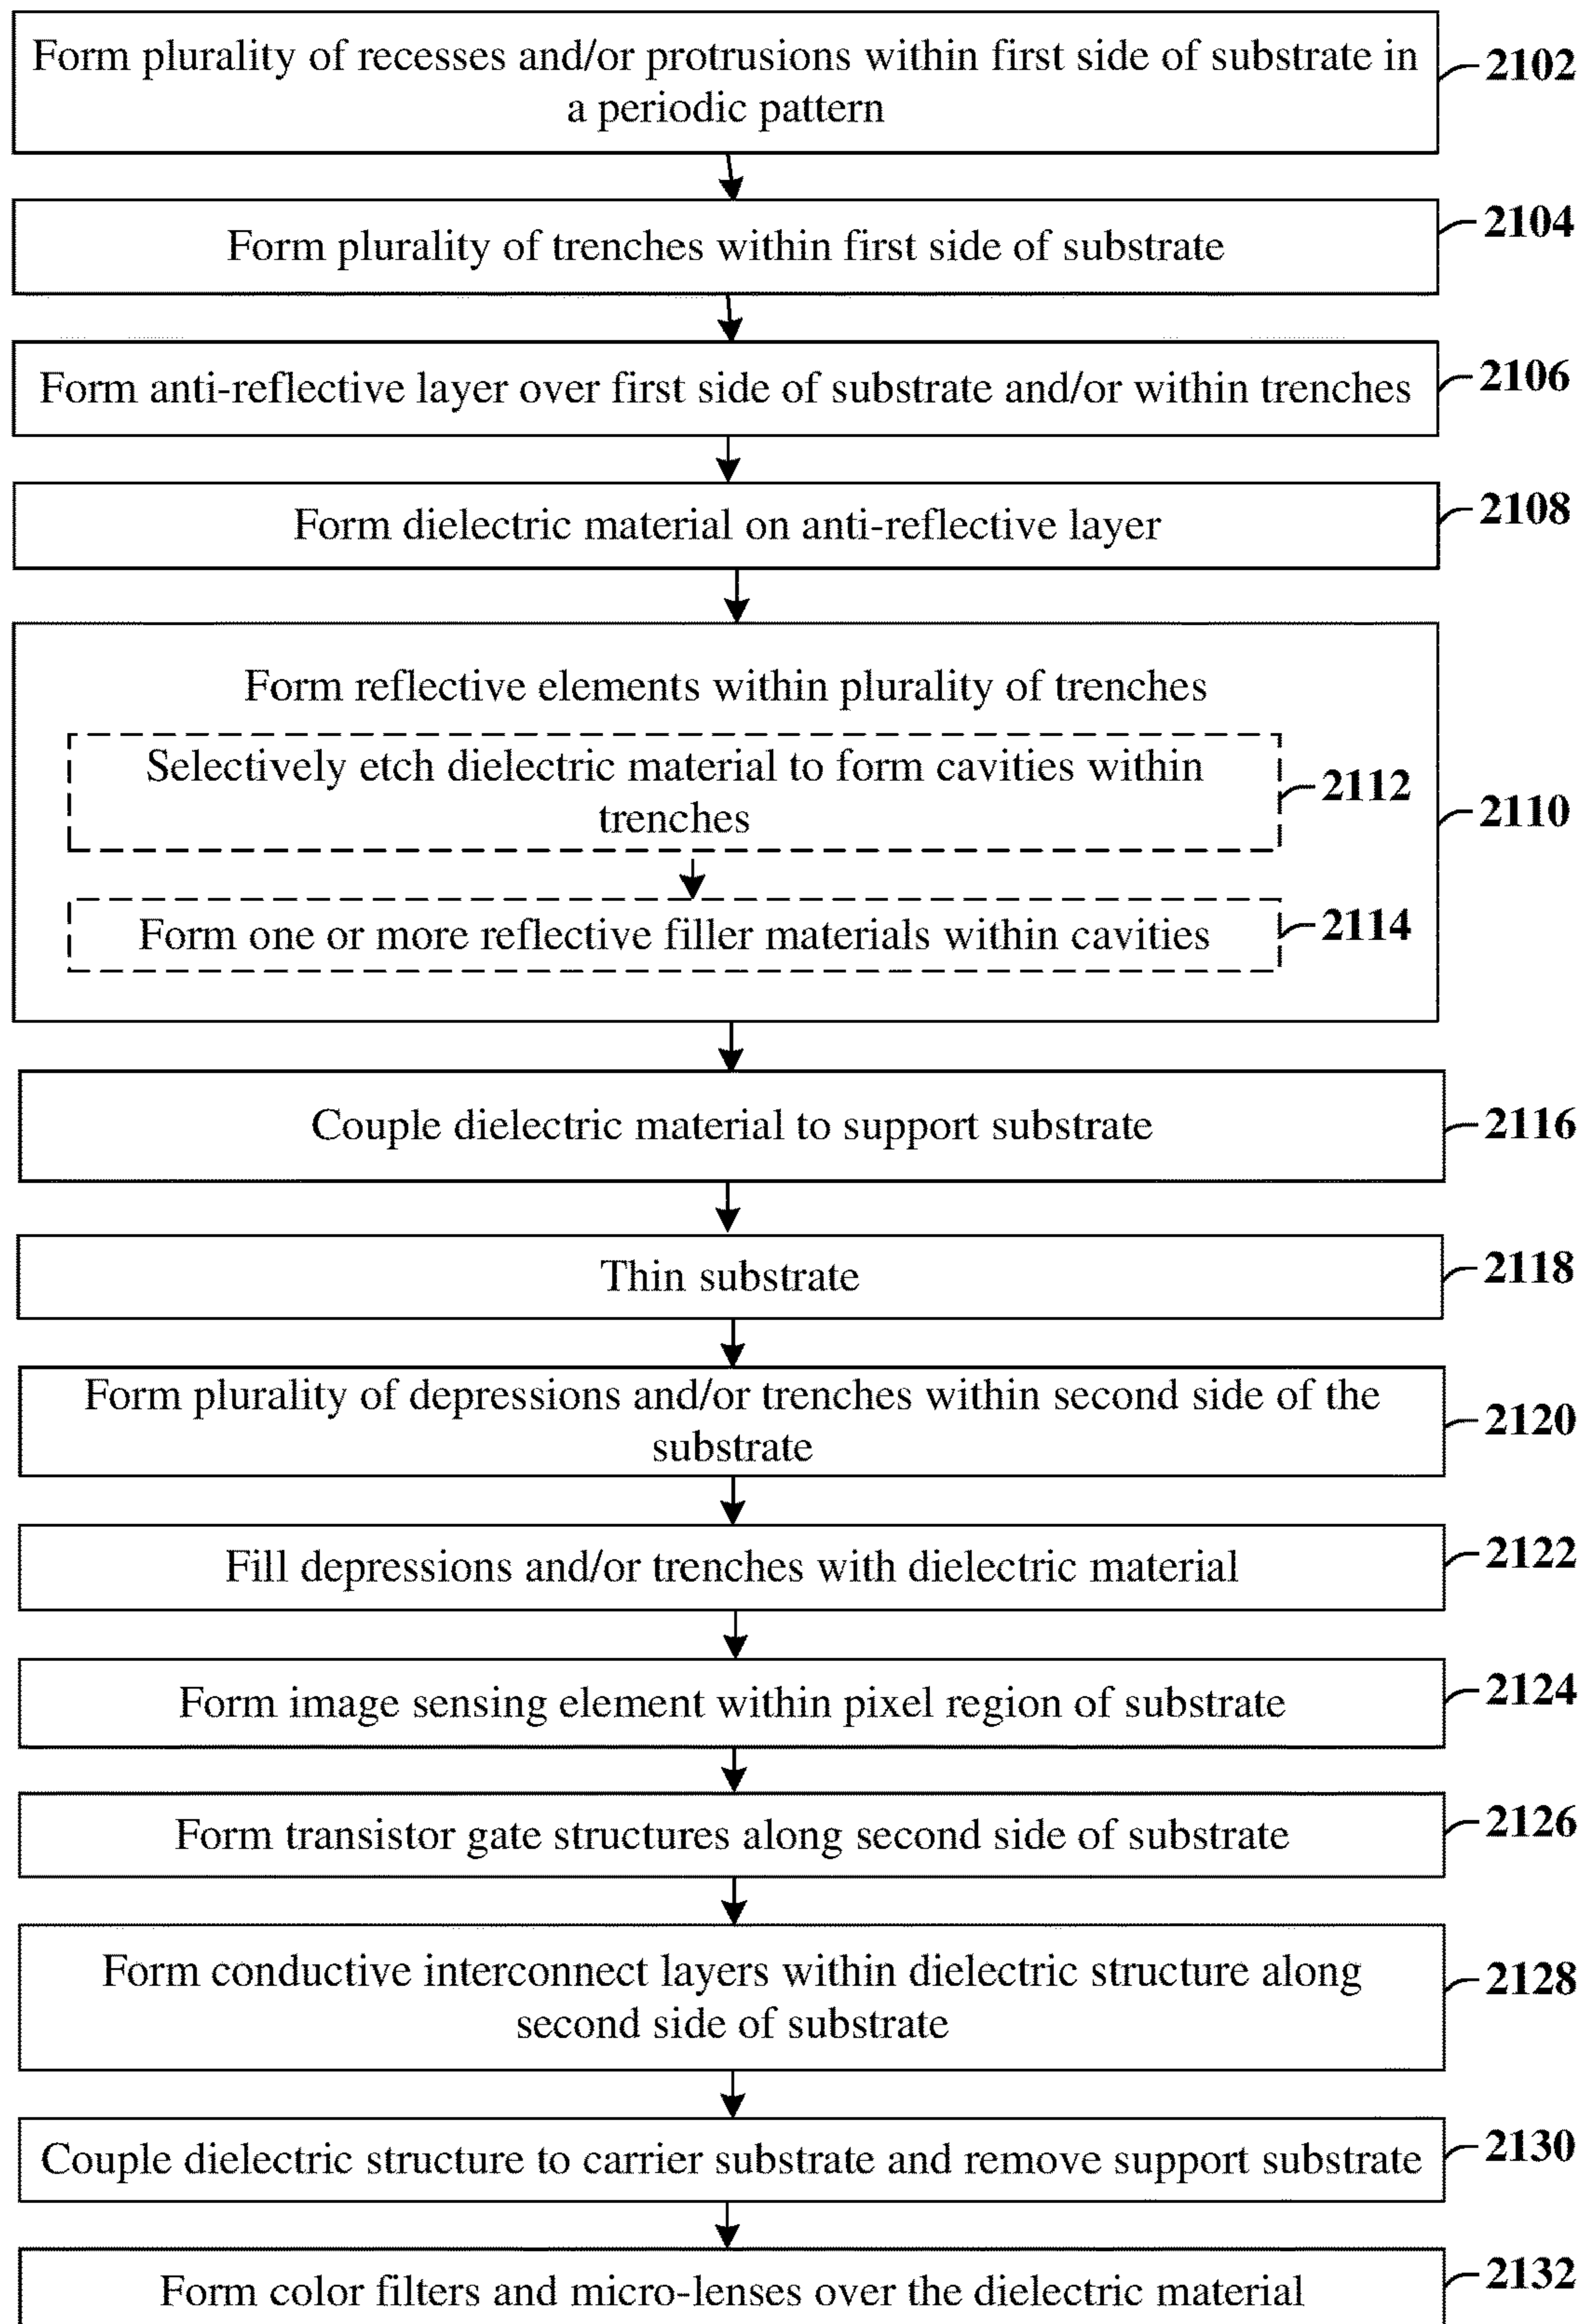 Form plurality of recesses and/or protrusions within first side of substrate in
a periodic pattern
2102
Form plurality of trenches within first side of substrate
2104
Form anti-reflective layer over first side of substrate and/or within trenches
2106
Form dielectric material on anti-reflective layer
2108
Form reflective elements within plurality of trenches
Selectively etch dielectric material to form cavities within
trenches
2112
2110
Form one or more reflective filler materials within cavities
2114
Couple dielectric material to support substrate
2116
Thin substrate
2118
Form plurality of depressions and/or trenches within second side of the
substrate
2120
Fill depressions and/or trenches with dielectric material
2122
Form image sensing element within pixel region of substrate
2124
Form transistor gate structures along second side of substrate
2126
Form conductive interconnect layers within dielectric structure along
second side of substrate
2128
Couple dielectric structure to carrier substrate and remove support substrate
2130
Form color filters and micro-lenses over the dielectric material
2132